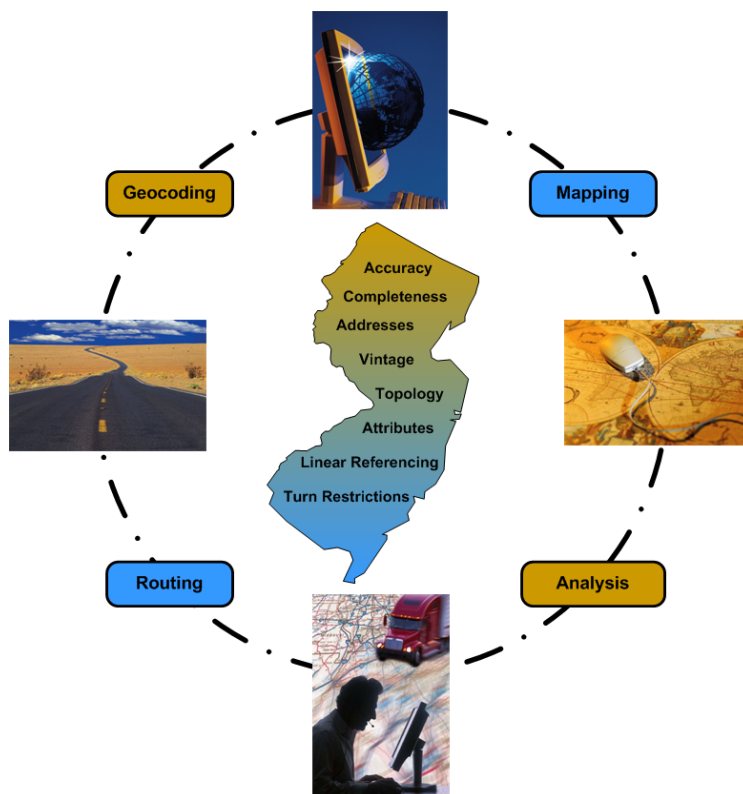 Geocoding
Mapping
Accuracy
Completeness
Addresses
Vintage
Topology
Attributes
Linear Referencing
Turn Restrictions
Routing
Analysis